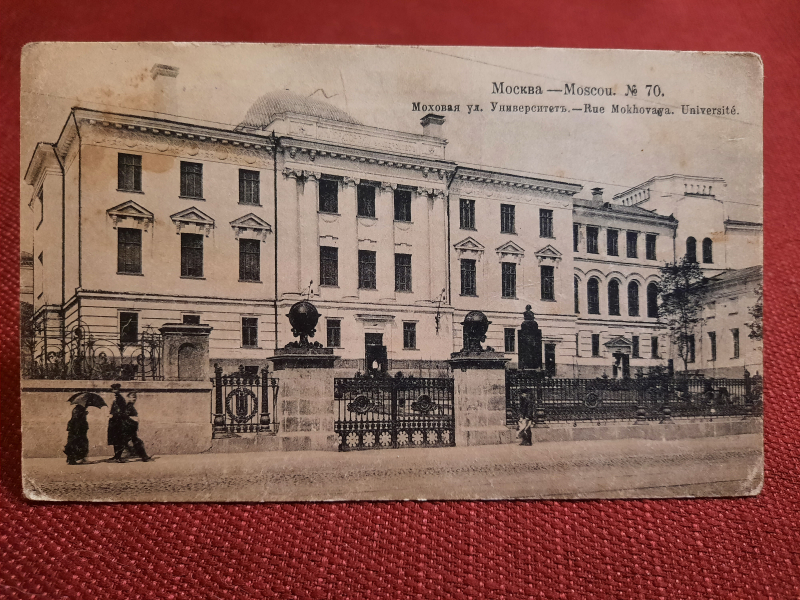 Москва —Moscou. № 70.
Моховая ул. Университетъ.—Rue Mokhovaya. Université.